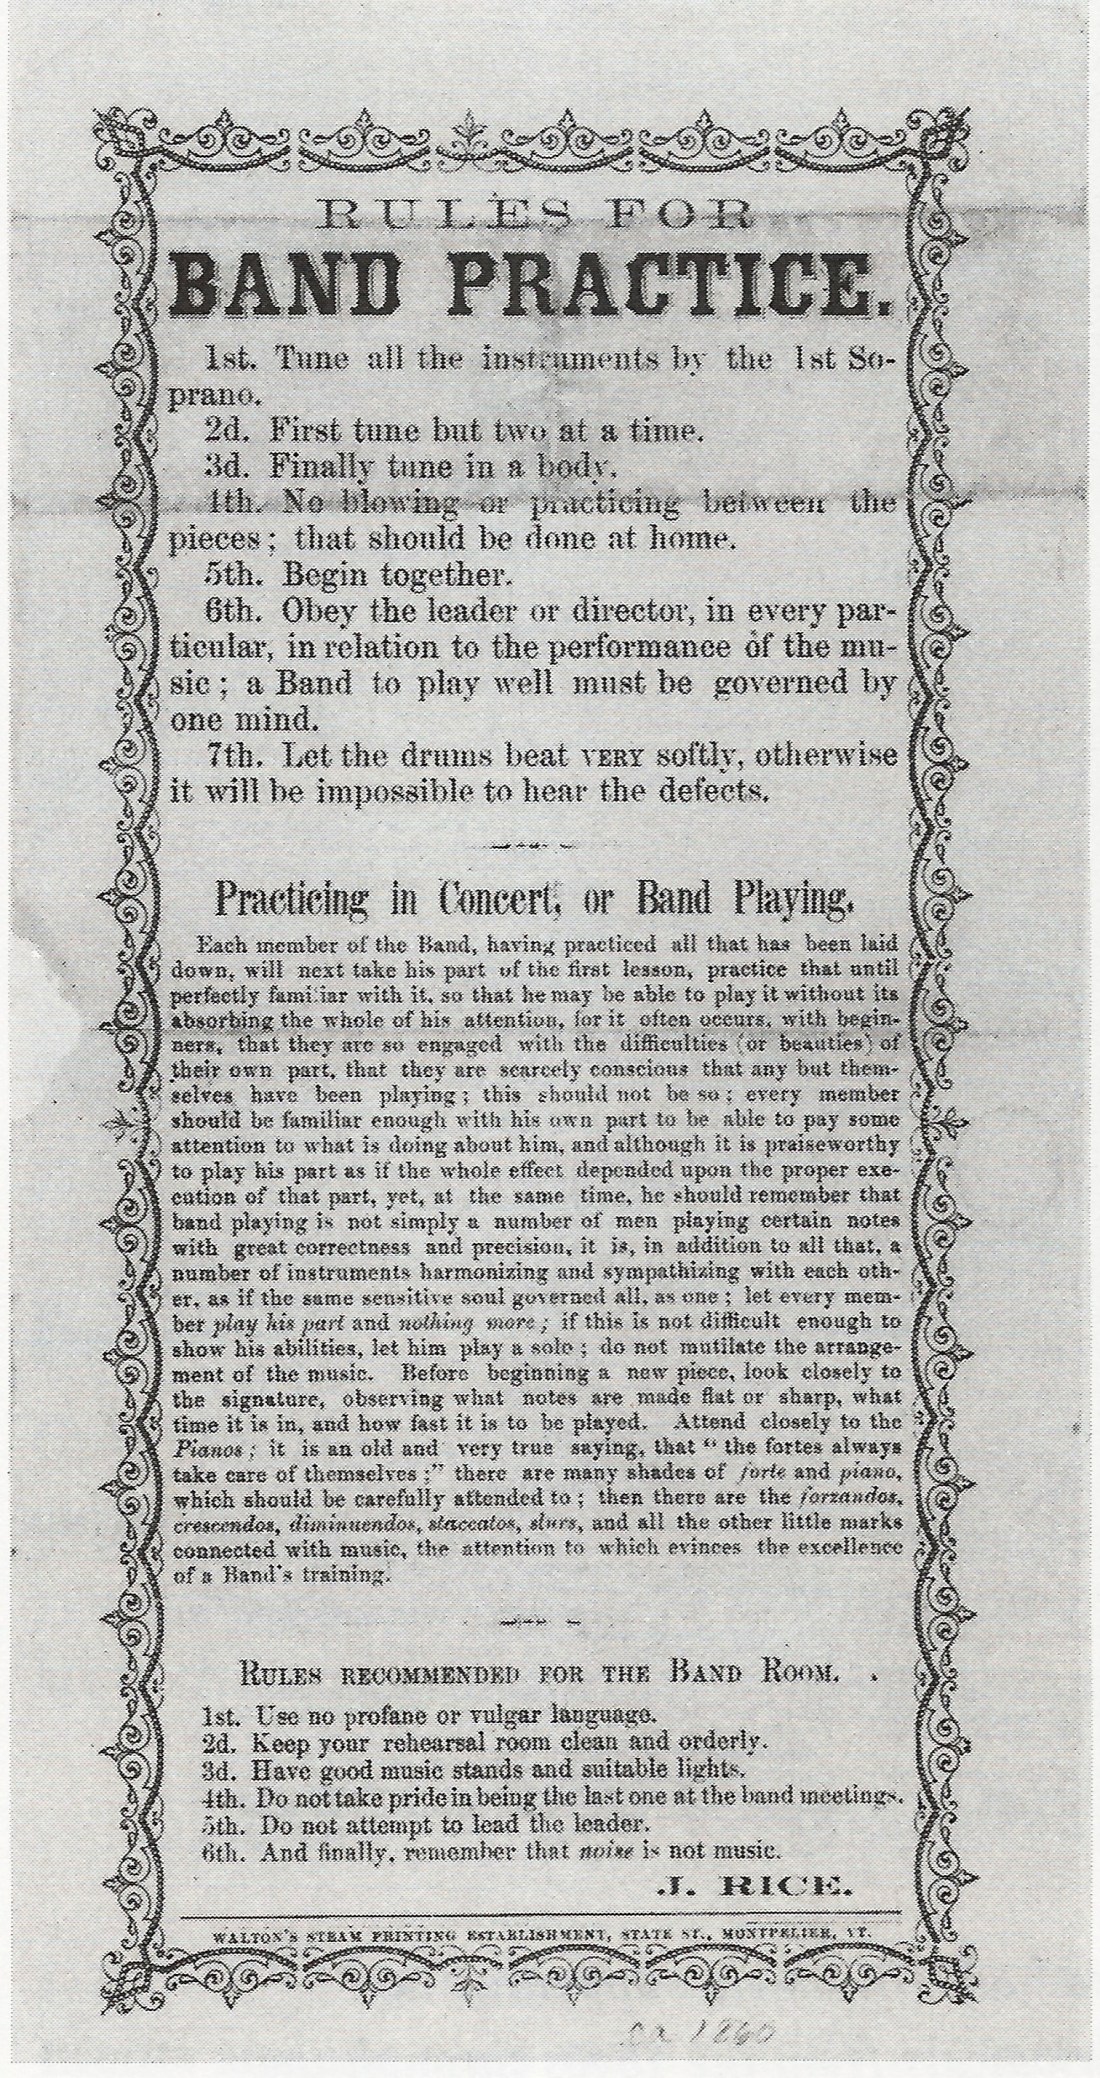 RULES FOR
BAND PRACTICE.
1st. Tune all the instruments by the 1st So-
prano.
2d. First tune but two at a time.
3d. Finally tune in a body.
4th. No blowing or practicing between the
pieces; that should be done at home.
5th. Begin together.
6th. Obey the leader or director, in every par-
ticular, in relation to the performance of the mu-
sic; a Band to play well must be governed by
one mind.
7th. Let the drums beat VERY softly, otherwise
it will be impossible to hear the defects.
Practicing in Concert, or Band Playing.
Each member of the Band, having practiced all that has been laid
down, will next take his part of the first lesson, practice that until
perfectly familiar with it, so that he may be able to play it without its
absorbing the whole of his attention, for it often occurs, with begin-
ners, that they are so engaged with the difficulties (or beauties) of
their own part, that they are scarcely conscious that any but them-
selves have been playing; this should not be so; every member
should be familiar enough with his own part to be able to pay some
attention to what is doing about him, and although it is praiseworthy
to play his part as if the whole effect depended upon the proper exe-
cution of that part, yet, at the same time, he should remember that
band playing is not simply a number of men playing certain notes
with great correctness and precision, it is, in addition to all that, a
number of instruments harmonizing and sympathizing with each oth-
er, as if the same sensitive soul governed all, as one; let every mem-
ber play his part and nothing more; if this is not difficult enough to
show his abilities, let him play a solo; do not mutilate the arrange-
ment of the music. Before beginning a new piece, look closely to
the signature, observing what notes are made flat or sharp, what
time it is in, and how fast it is to be played. Attend closely to the
Pianos; it is an old and very true saying, that "the fortes always
take care of themselves;" there are many shades of forte and piano,
which should be carefully attended to; then there are the forzandos,
crescendos, diminuendos, staccatos, slurs, and all the other little marks
connected with music, the attention to which evinces the excellence
of a Band's training.
RULES RECOMMENDED FOR THE BAND ROOM.
1st. Use no profane or vulgar language.
2d. Keep your rehearsal room clean and orderly.
3d. Have good music stands and suitable lights.
4th. Do not take pride in being the last one at the band meetings.
5th. Do not attempt to lead the leader.
6th. And finally, remember that noise is not music.
J. RICE.
WALTON'S STEAM PRINTING ESTABLISHMENT, STATE ST., MONTPELIER, VT.
ca 1860